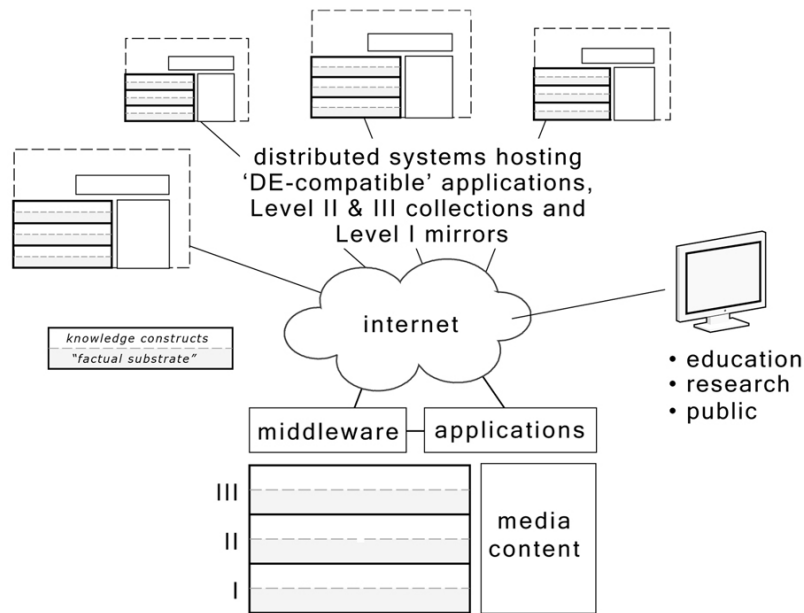 distributed systems hosting
‘DE-compatible’ applications,
Level II & III collections and
Level I mirrors
internet
knowledge constructs
“factual substrate”
• education
• research
• public
middleware
applications
III
II
I
media
content